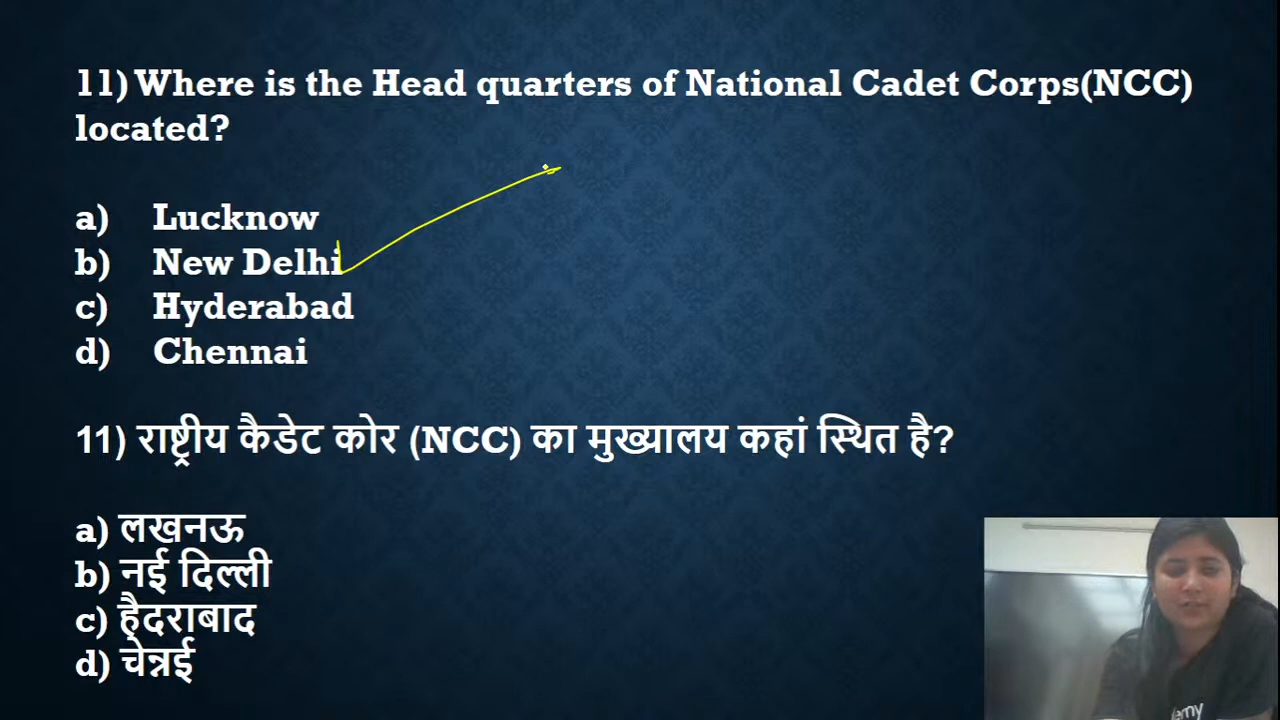 11) Where is the Head quarters of National Cadet Corps(NCC)
located?
a) Lucknow
b) New Delhi
c) Hyderabad
d) Chennai
11) राष्ट्रीय कैडेट कोर (NCC) का मुख्यालय कहां स्थित है?
a) लखनऊ
b) नई दिल्ली
c) हैदराबाद
d) चेन्नई